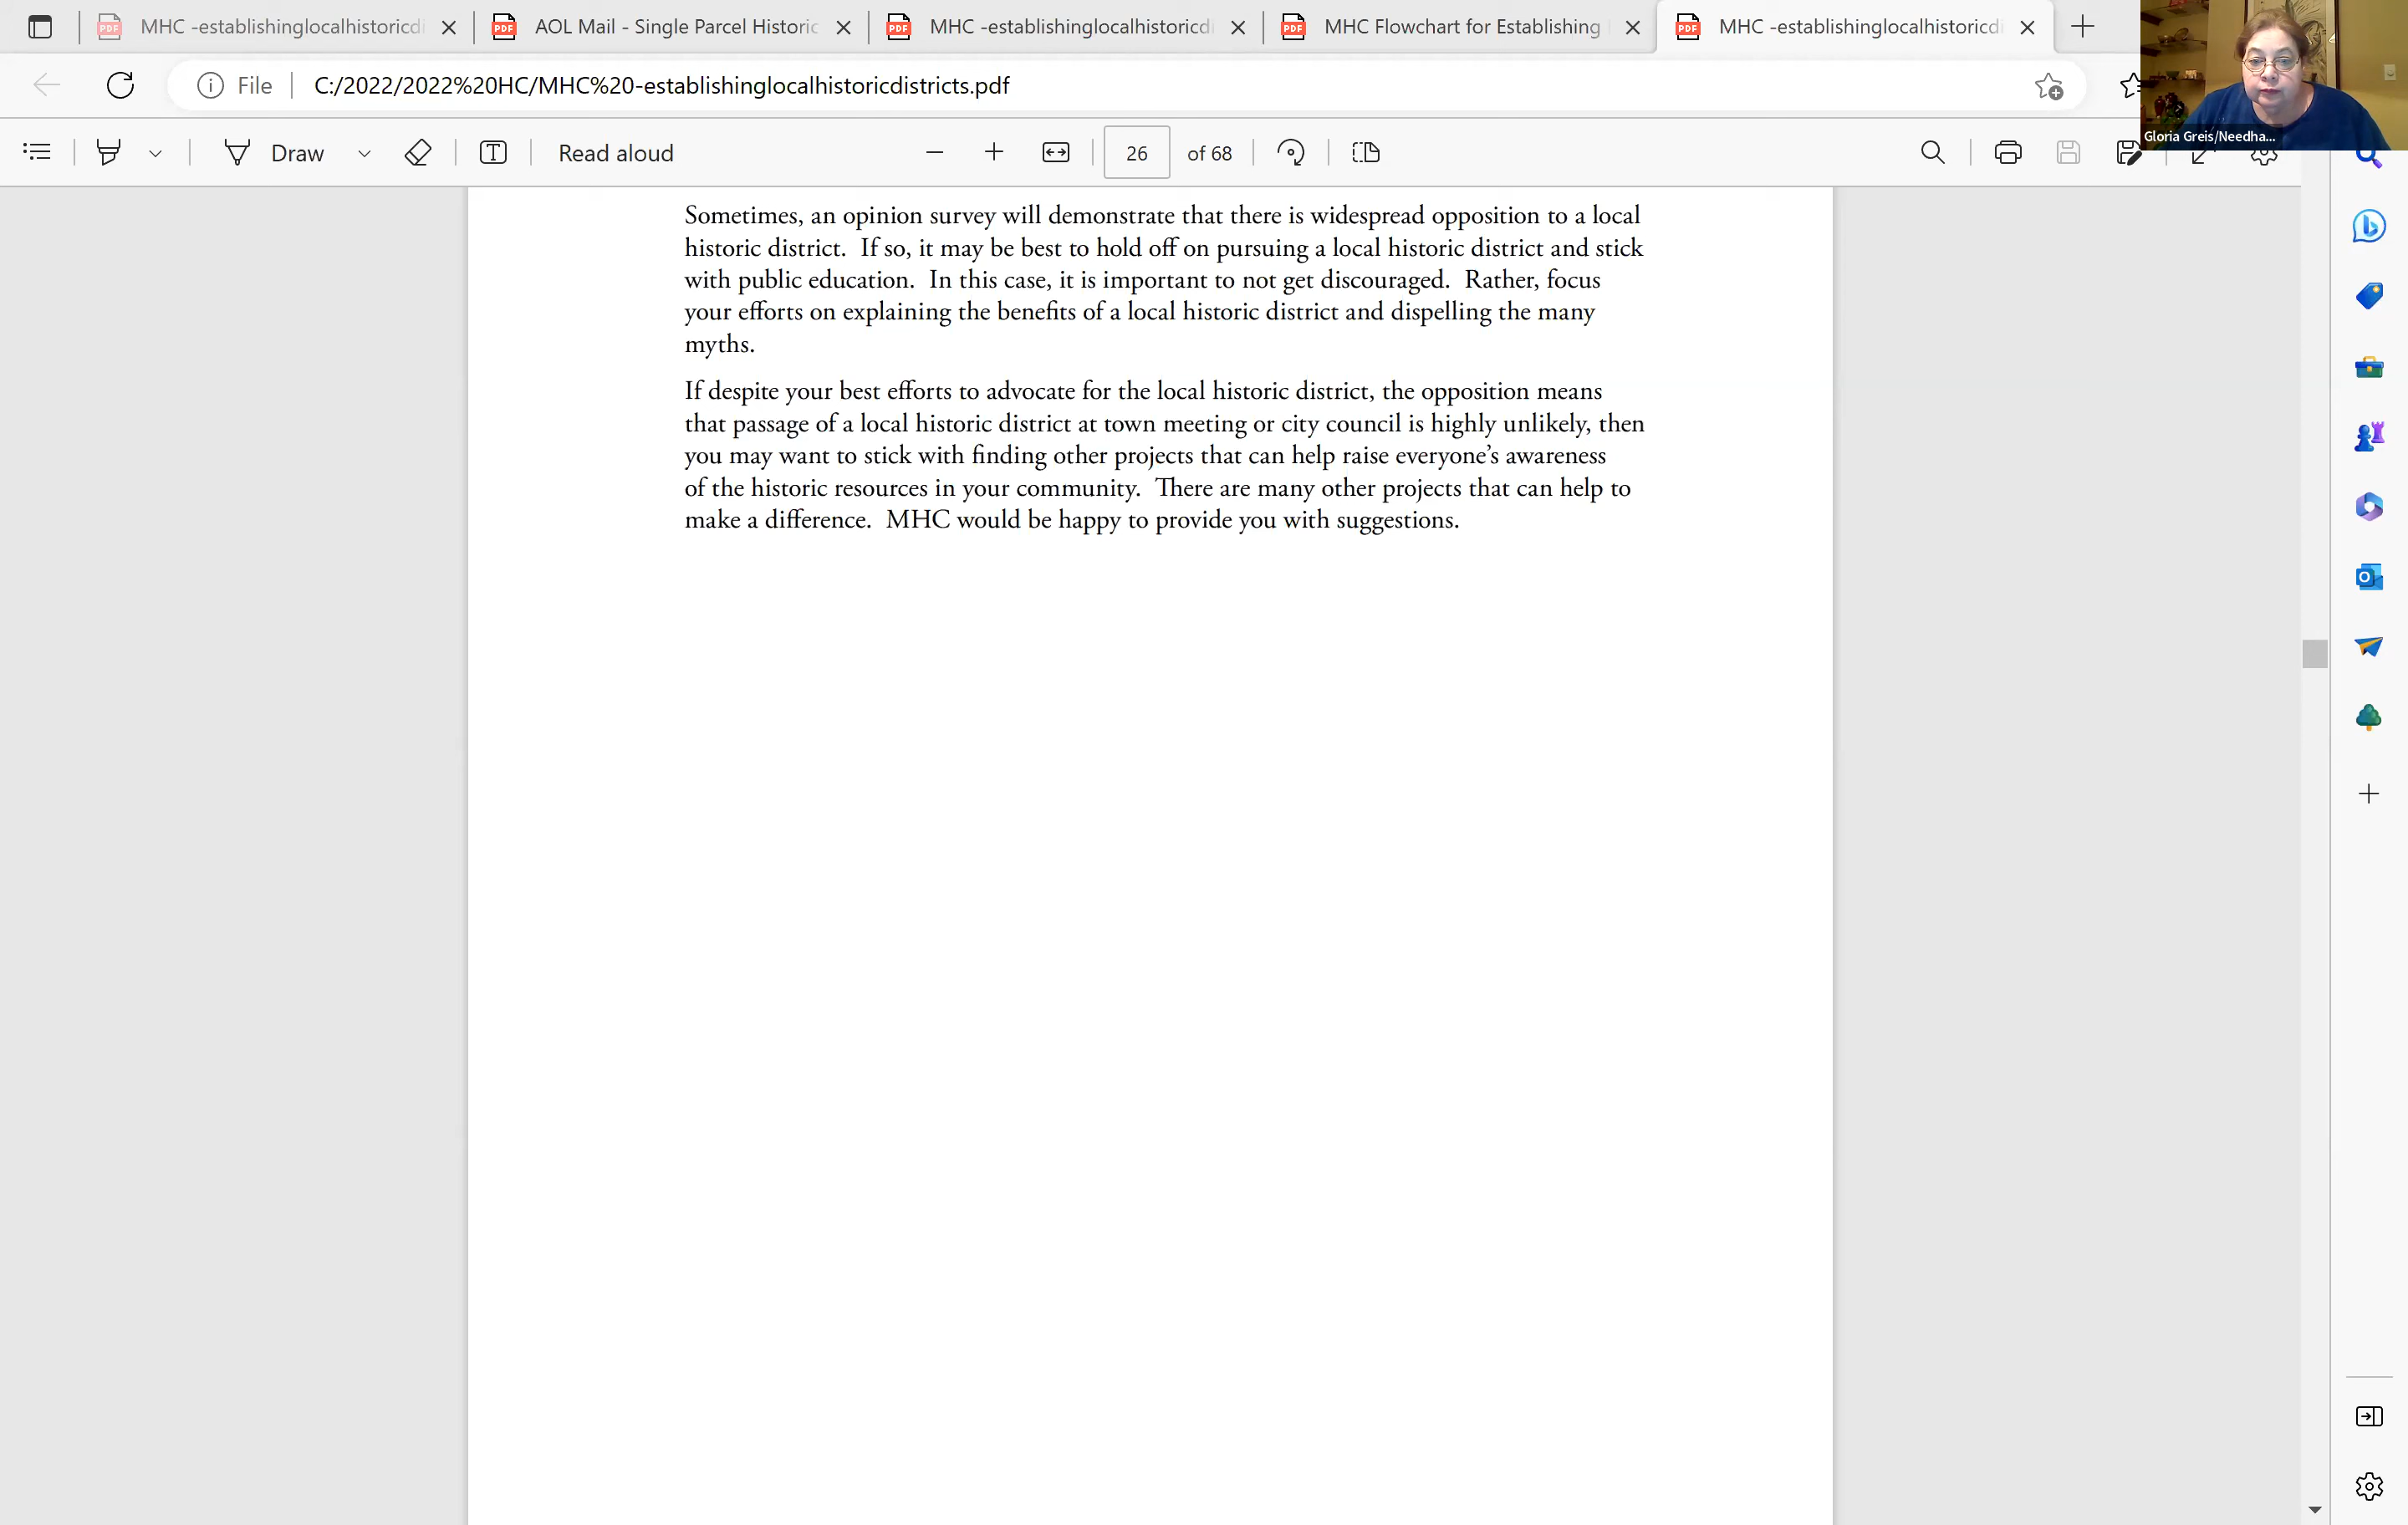 MHC -establishinglocalhistoricdi
AOL Mail - Single Parcel Historic
MHC -establishinglocalhistoricdi
MHC Flowchart for Establishing
MHC -establishinglocalhistoricdi
File
C:/2022/2022%20HC/MHC%20-establishinglocalhistoricdistricts.pdf
Gloria Greis/Needha...
Draw
Read aloud
26 of 68
Sometimes, an opinion survey will demonstrate that there is widespread opposition to a local
historic district. If so, it may be best to hold off on pursuing a local historic district and stick
with public education. In this case, it is important to not get discouraged. Rather, focus
your efforts on explaining the benefits of a local historic district and dispelling the many
myths.
If despite your best efforts to advocate for the local historic district, the opposition means
that passage of a local historic district at town meeting or city council is highly unlikely, then
you may want to stick with finding other projects that can help raise everyone’s awareness
of the historic resources in your community. There are many other projects that can help to
make a difference. MHC would be happy to provide you with suggestions.